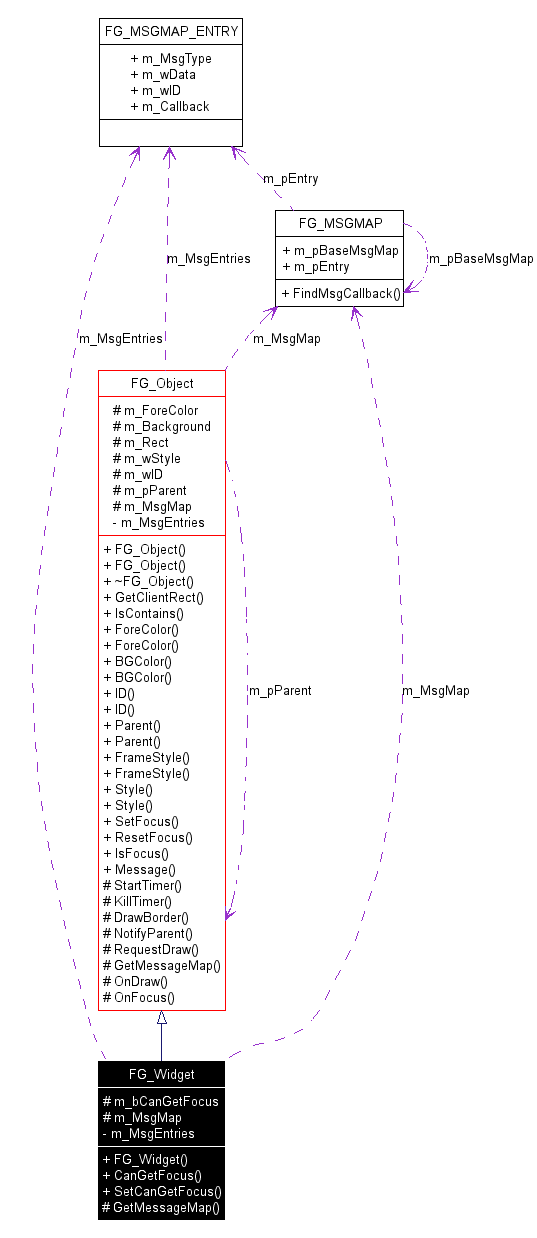 FG_MSGMAP_ENTRY
+ m_MsgType
+ m_wData
+ m_wID
+ m_Callback
m_pEntry
FG_MSGMAP
+ m_pBaseMsgMap
+ m_pEntry
+ FindMsgCallback()
m_pBaseMsgMap
m_MsgEntries
m_MsgEntries
m_MsgMap
FG_Object
# m_ForeColor
# m_Background
# m_Rect
# m_wStyle
# m_wID
# m_pParent
# m_MsgMap
- m_MsgEntries
+ FG_Object()
+ FG_Object()
+ ~FG_Object()
+ GetClientRect()
+ IsContains()
+ ForeColor()
+ ForeColor()
+ BGColor()
+ BGColor()
+ ID()
+ ID()
+ Parent()
+ Parent()
+ FrameStyle()
+ FrameStyle()
+ Style()
+ Style()
+ SetFocus()
+ ResetFocus()
+ IsFocus()
+ Message()
# StartTimer()
# KillTimer()
# DrawBorder()
# NotifyParent()
# RequestDraw()
# GetMessageMap()
# OnDraw()
# OnFocus()
m_pParent
m_MsgMap
FG_Widget
# m_bCanGetFocus
# m_MsgMap
- m_MsgEntries
+ FG_Widget()
+ CanGetFocus()
+ SetCanGetFocus()
# GetMessageMap()